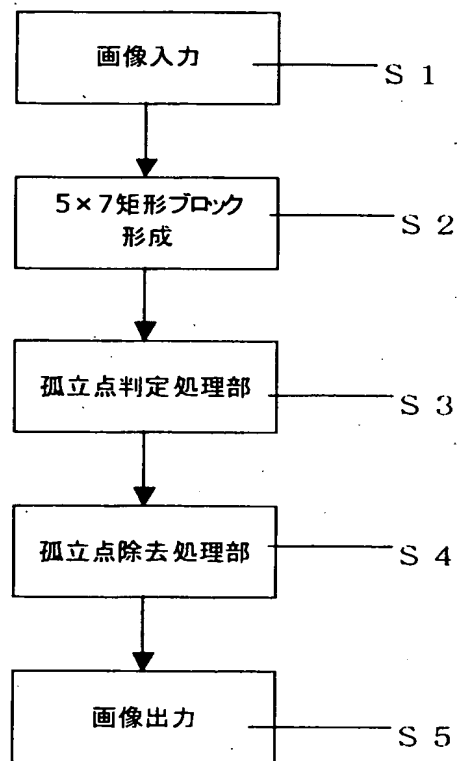 画像入力
S 1
5×7矩形ブロック
形成
S 2
孤立点判定処理部
S 3
孤立点除去処理部
S 4
画像出力
S 5